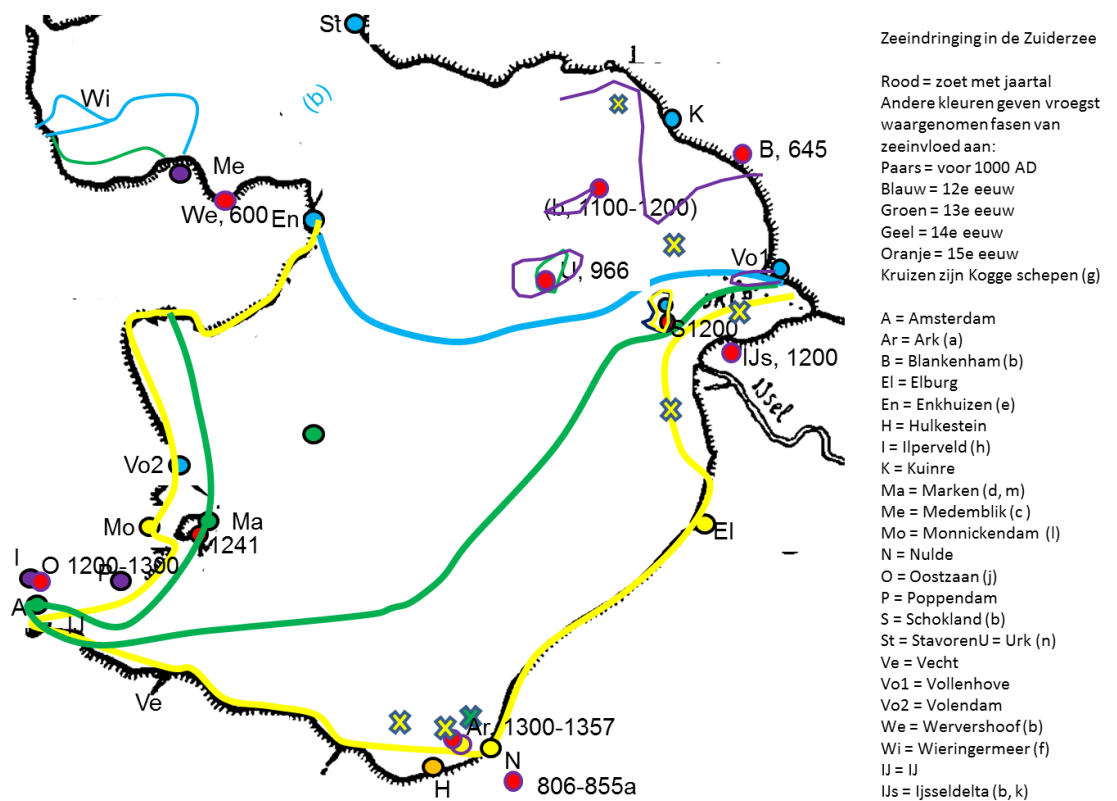 St
Wi
(b)
K
B, 645
Me
We, 600
En
(b, 1100-1200)
Vo1
U, 966
S1200
IJs, 1200
IJsel
Vo2
Mo
Ma
1241
El
I
O 1200-1300
P
A
IJ
Ve
Ar, 1300-1357
N
H
806-855a
Zeeindringing in de Zuiderzee
Rood = zoet met jaartal
Andere kleuren geven vroegst
waargenomen fasen van
zeeinvloed aan:
Paars = voor 1000 AD
Blauw = 12e eeuw
Groen = 13e eeuw
Geel = 14e eeuw
Oranje = 15e eeuw
Kruizen zijn Kogge schepen (g)
A = Amsterdam
Ar = Ark (a)
B = Blankenham (b)
El = Elburg
En = Enkhuizen (e)
H = Hulkestein
I = Ilperveld (h)
K = Kuinre
Ma = Marken (d, m)
Me = Medemblik (c )
Mo = Monnickendam (l)
N = Nulde
O = Oostzaan (j)
P = Poppendam
S = Schokland (b)
St = StavorenU = Urk (n)
Ve = Vecht
Vo1 = Vollenhove
Vo2 = Volendam
We = Wervershoof (b)
Wi = Wieringermeer (f)
IJ = IJ
IJs = Ijsseldelta (b, k)